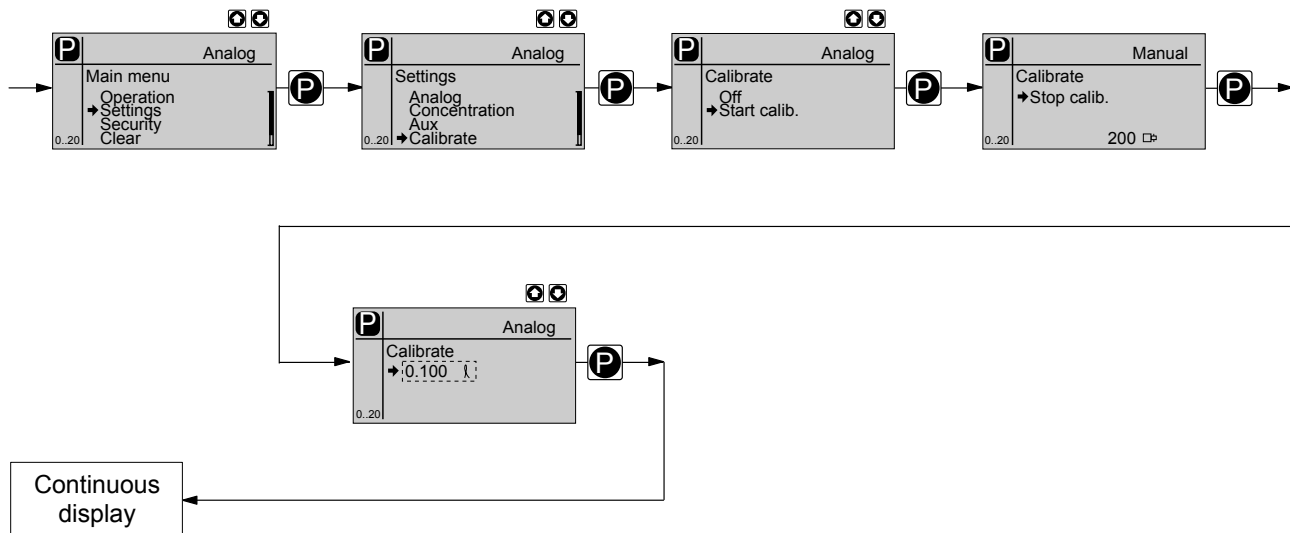 P
Analog
Main menu
Operation
➔Settings
Security
Clear
0..20
P
P
Analog
Settings
Analog
Concentration
Aux
➔Calibrate
0..20
P
P
Analog
Calibrate
Off
➔Start calib.
0..20
P
P
Manual
Calibrate
➔Stop calib.
200
0..20
P
P
Analog
Calibrate
➔0.100 ℓ
0..20
P
Continuous
display